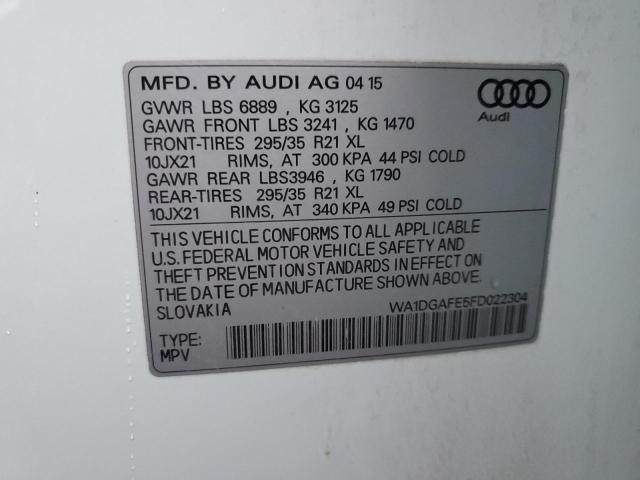 MFD. BY AUDI AG 04 15
GVWR LBS 6889 , KG 3125
GAWR FRONT LBS 3241 , KG 1470
FRONT-TIRES 295/35 R21 XL
10JX21 RIMS, AT 300 KPA 44 PSI COLD
GAWR REAR LBS3946 , KG 1790
REAR-TIRES 295/35 R21 XL
10JX21 RIMS, AT 340 KPA 49 PSI COLD
Audi
THIS VEHICLE CONFORMS TO ALL APPLICABLE
U.S. FEDERAL MOTOR VEHICLE SAFETY AND
THEFT PREVENTION STANDARDS IN EFFECT ON
THE DATE OF MANUFACTURE SHOWN ABOVE.
SLOVAKIA
WA1DGAFE5FD022304
TYPE:
MPV